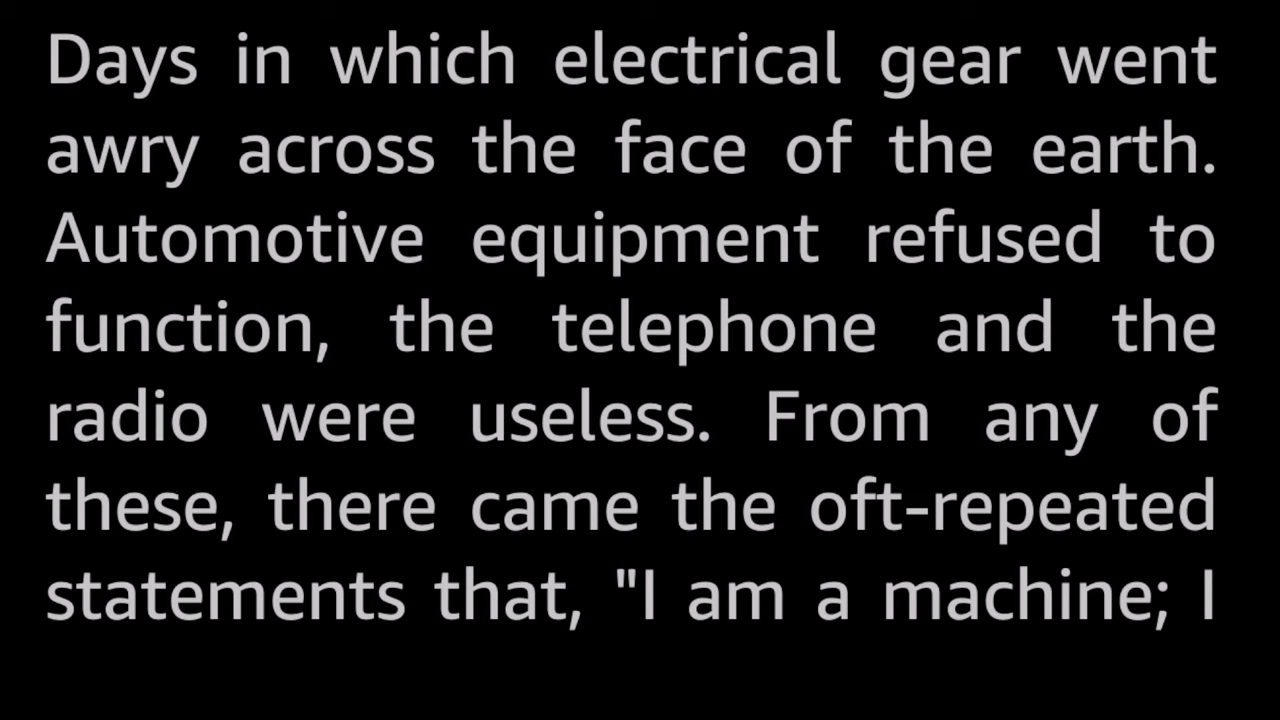 Days in which electrical gear went
awry across the face of the earth.
Automotive equipment refused to
function, the telephone and the
radio were useless. From any of
these, there came the oft-repeated
statements that, "I am a machine; I